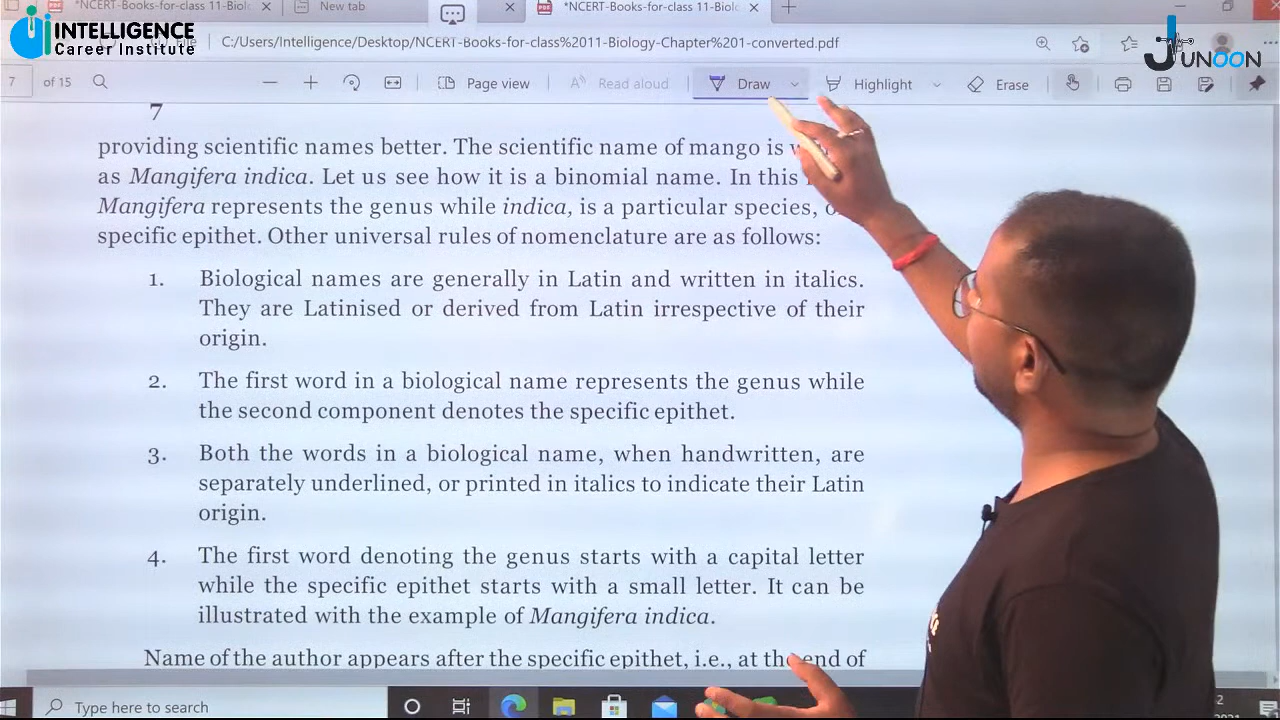 *NCERT-Books-for class 11-Biol
New tab
*NCERT-Books-for class 11-Biol
INTELLIGENCE
Career Institute
C:/Users/Intelligence/Desktop/NCERT-Books-for-class%2011-Biology-Chapter%201-converted.pdf
JUNOON
7 of 15
Page view
Read aloud
Draw
Highlight
Erase
7
providing scientific names better. The scientific name of mango is
as Mangifera indica. Let us see how it is a binomial name. In this
Mangifera represents the genus while indica, is a particular species,
specific epithet. Other universal rules of nomenclature are as follows:
1. Biological names are generally in Latin and written in italics.
They are Latinised or derived from Latin irrespective of their
origin.
2. The first word in a biological name represents the genus while
the second component denotes the specific epithet.
3. Both the words in a biological name, when handwritten, are
separately underlined, or printed in italics to indicate their Latin
origin.
4. The first word denoting the genus starts with a capital letter
while the specific epithet starts with a small letter. It can be
illustrated with the example of Mangifera indica.
Name of the author appears after the specific epithet, i.e., at the end of
Type here to search